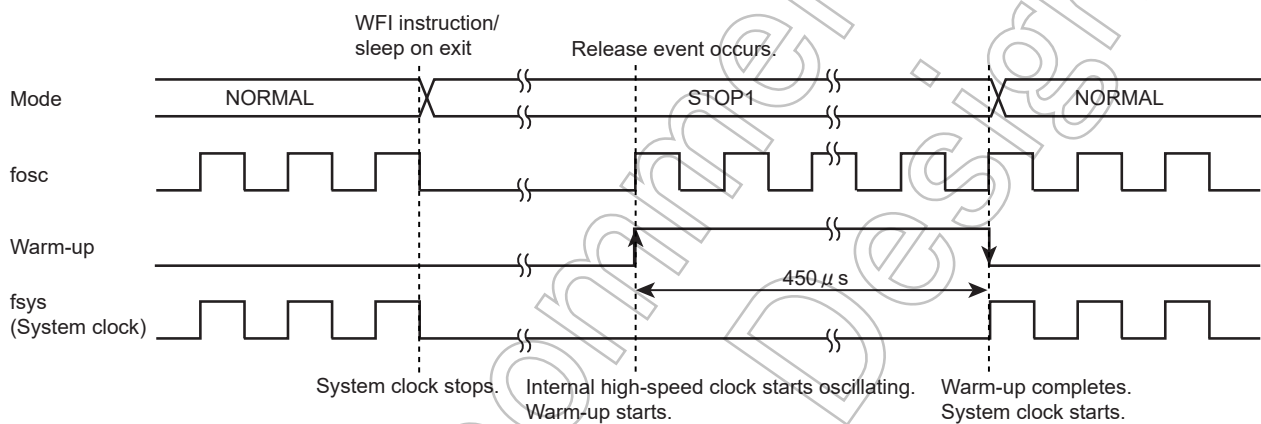 WFI instruction/
sleep on exit
Release event occurs.
Mode
NORMAL
STOP1
NORMAL
fosc
Warm-up
450 μ s
fsys
(System clock)
System clock stops.
Internal high-speed clock starts oscillating.
Warm-up starts.
Warm-up completes.
System clock starts.